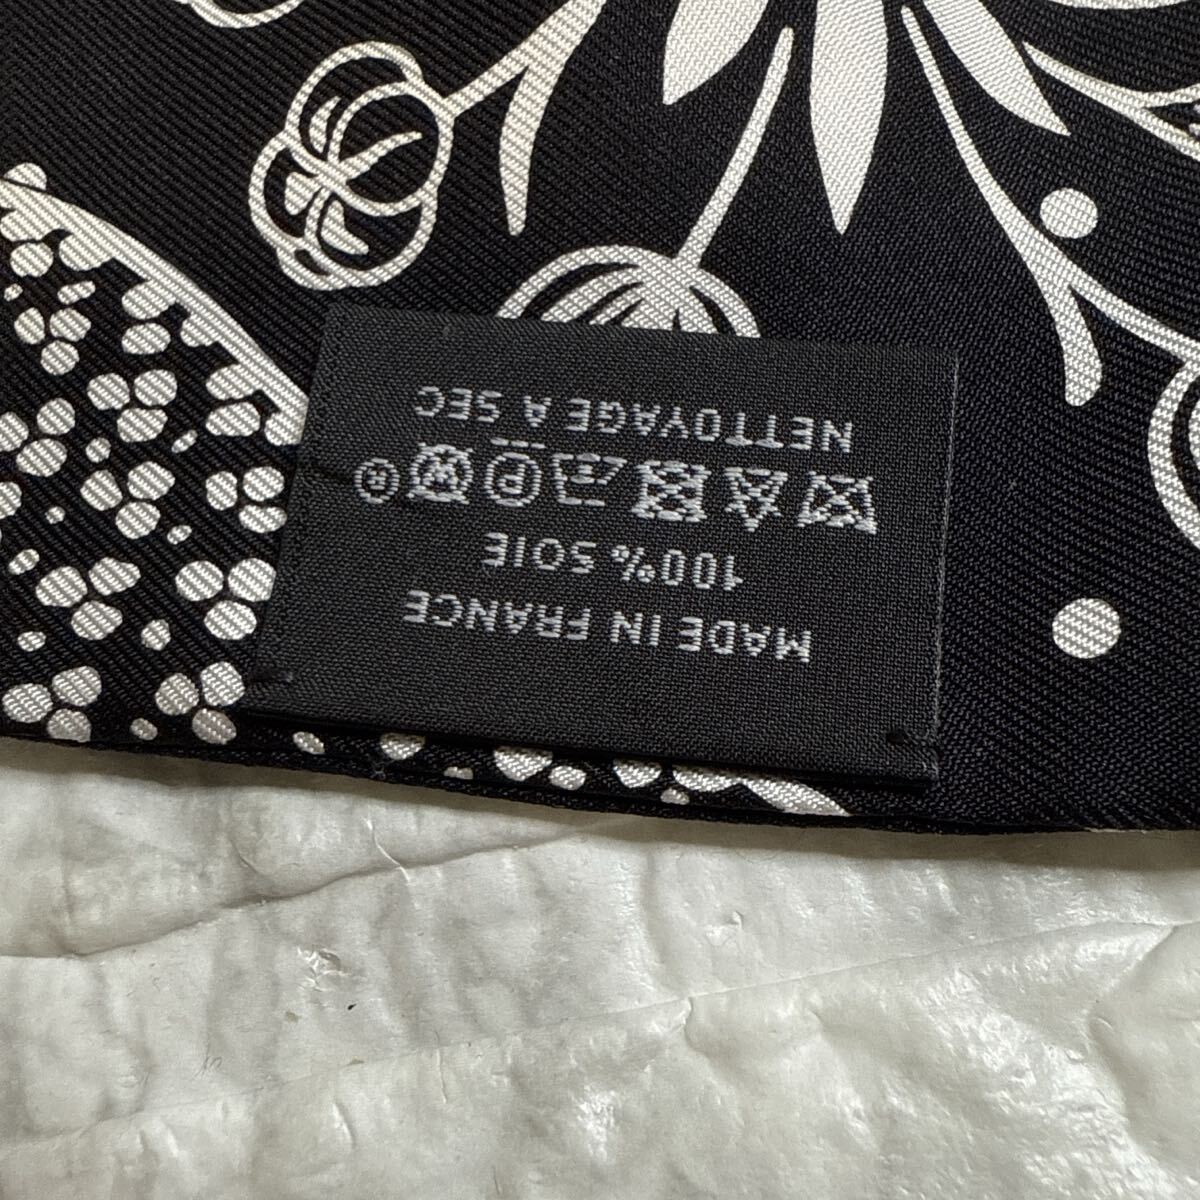 MADE IN FRANCE
100% SOIE
P ®
NETTOYAGE A SEC